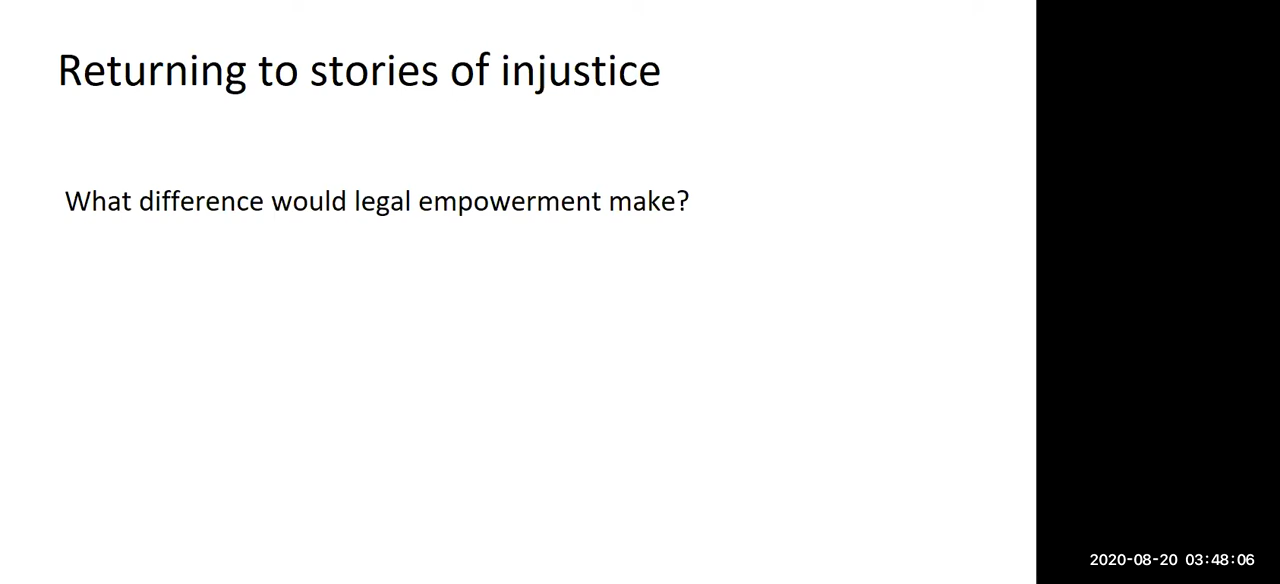 Returning to stories of injustice
What difference would legal empowerment make?
2020-08-20 03:48:06